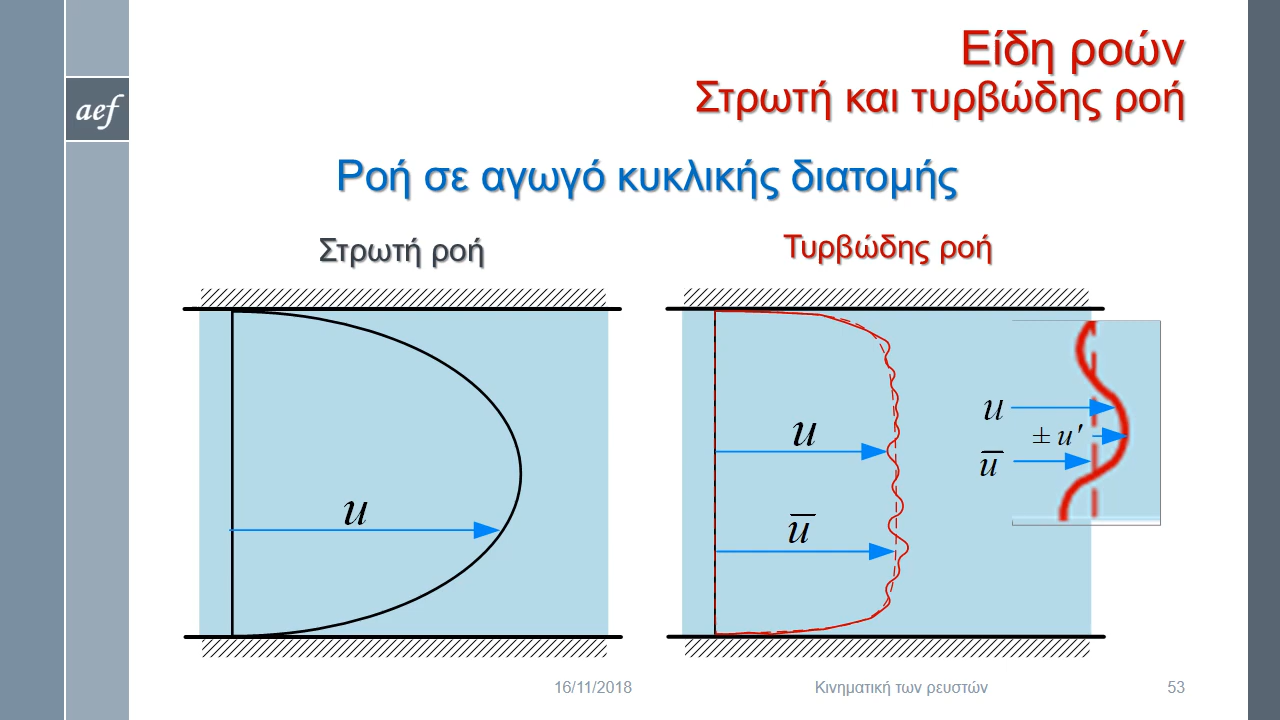 aef
Είδη ροών
Στρωτή και τυρβώδης ροή
Ροή σε αγωγό κυκλικής διατομής
Στρωτή ροή
Τυρβώδης ροή
u
u
u̅
u
± u′
u̅
16/11/2018
Κινηματική των ρευστών
53